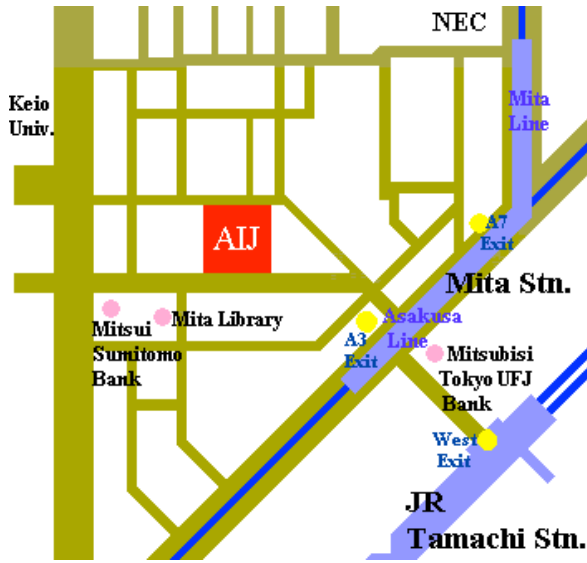 NEC
Keio
Univ.
Mita
Line
AIJ
A7
Exit
Mita Stn.
Mita Library
Mitsui
Sumitomo
Bank
Asakusa
Line
A3
Exit
Mitsubisi
Tokyo UFJ
Bank
West
Exit
JR
Tamachi Stn.